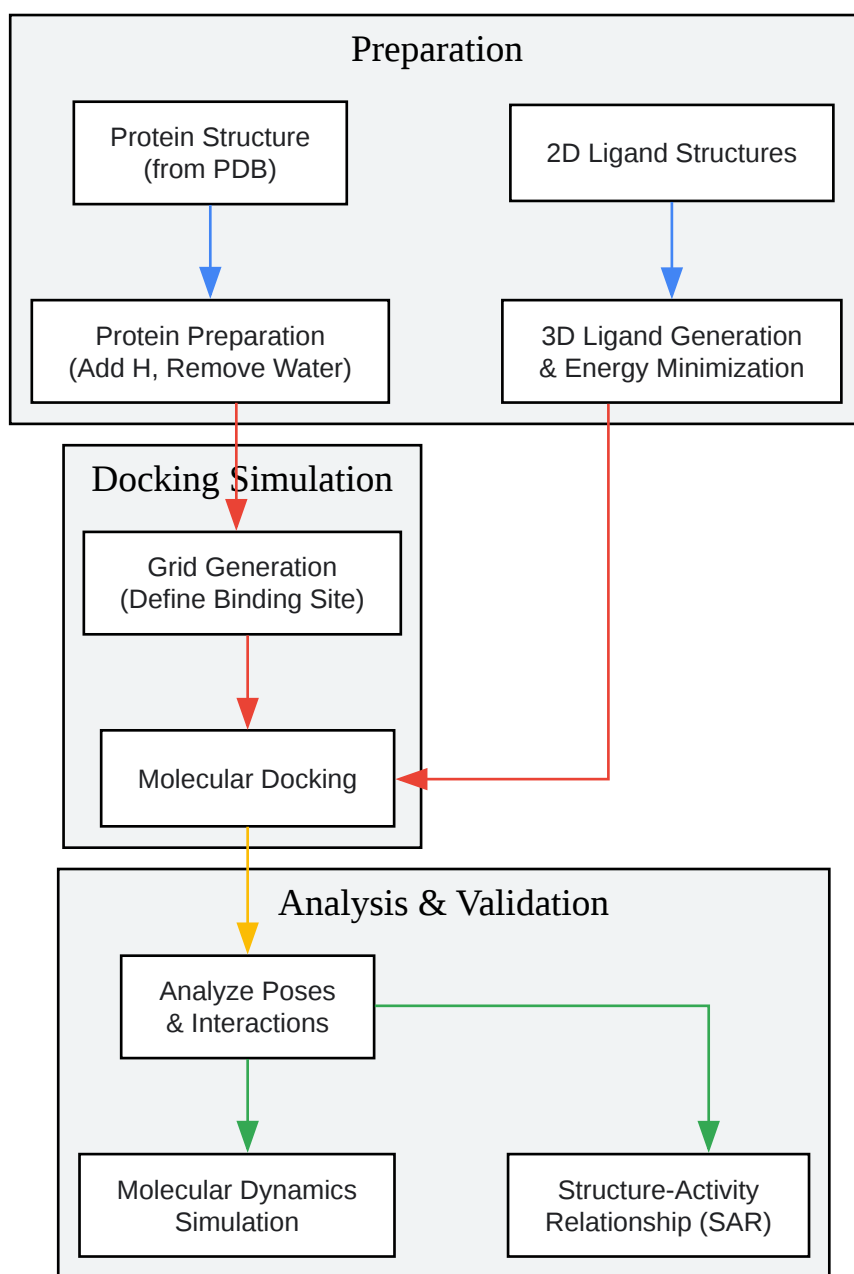 Preparation
Protein Structure
(from PDB)
2D Ligand Structures
Protein Preparation
(Add H, Remove Water)
3D Ligand Generation
& Energy Minimization
Docking Simulation
Grid Generation
(Define Binding Site)
Molecular Docking
Analysis & Validation
Analyze Poses
& Interactions
Molecular Dynamics
Simulation
Structure-Activity
Relationship (SAR)